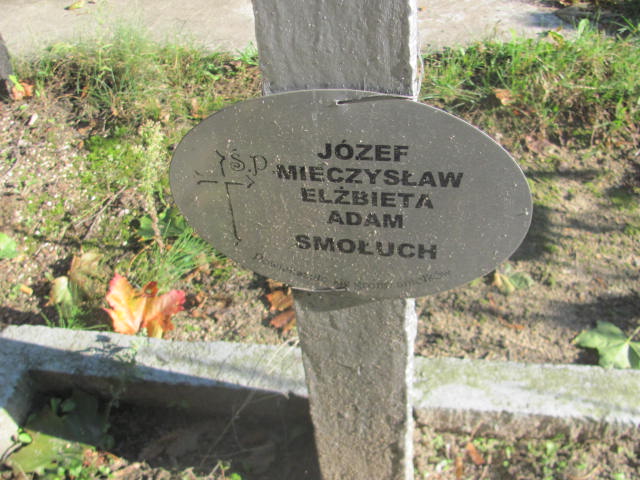 Ś.P.
JÓZEF
MIECZYSŁAW
ELŻBIETA
ADAM
SMOŁUCH